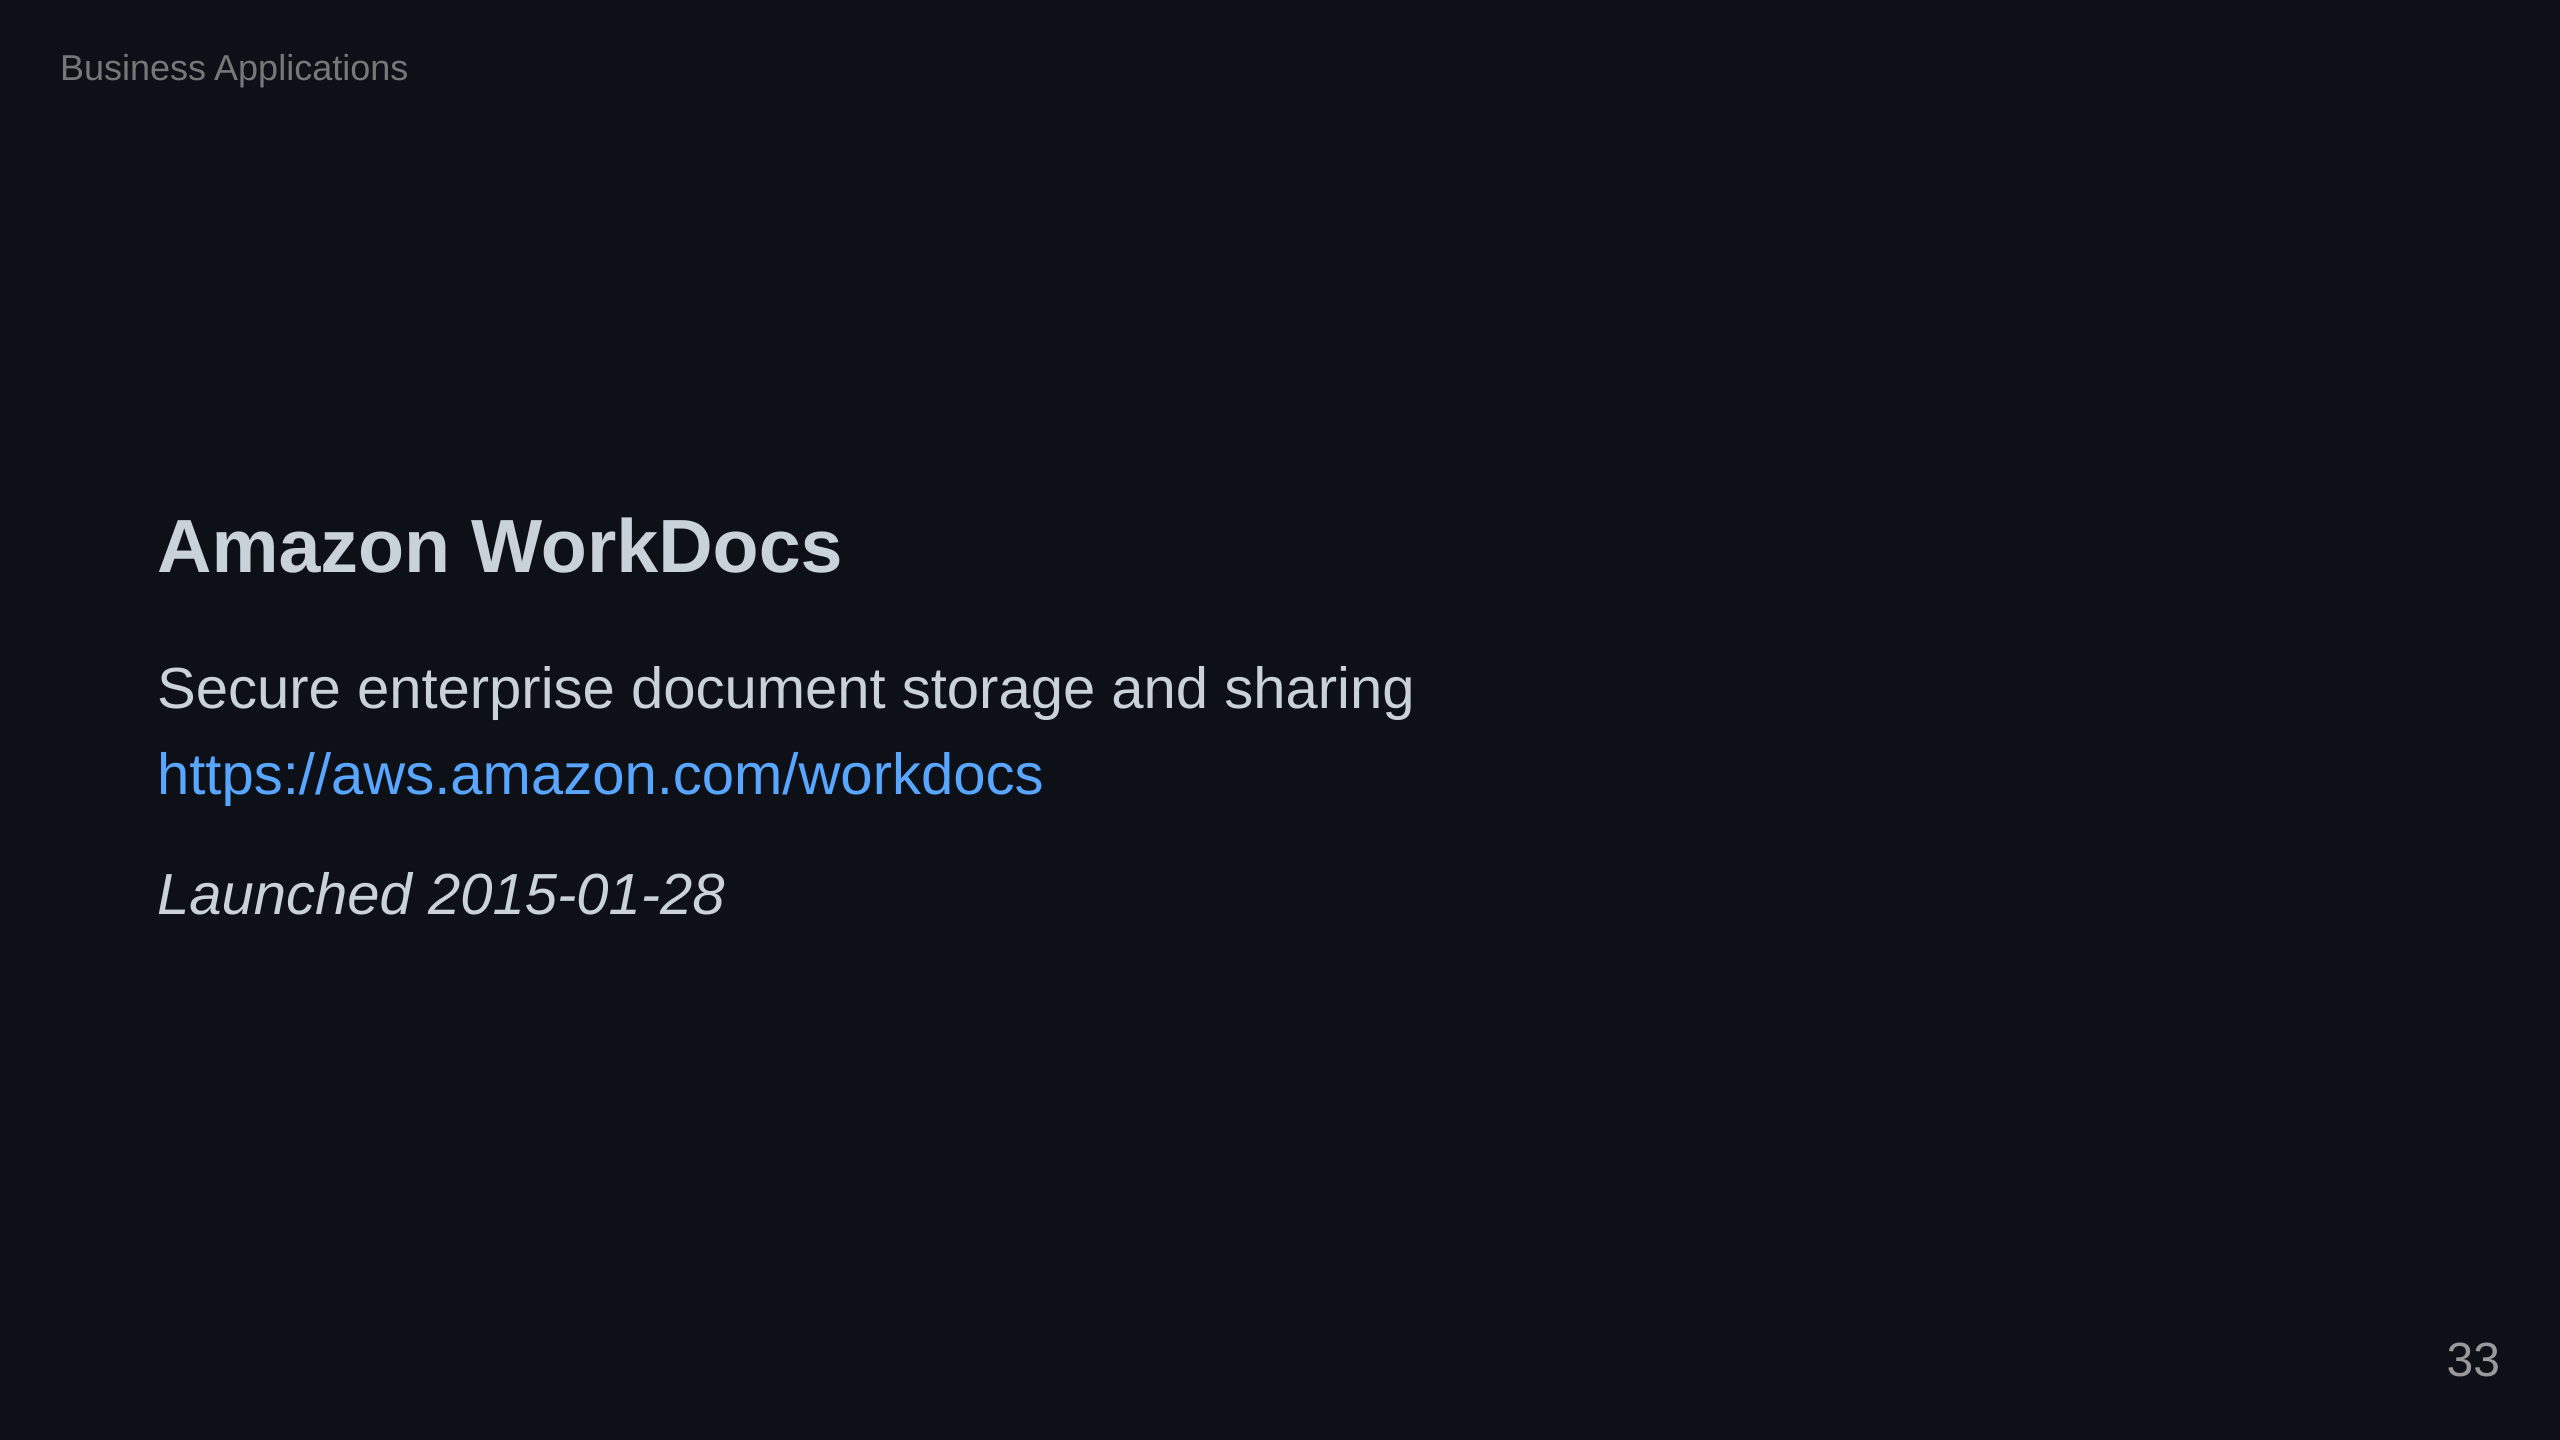 Business Applications
Amazon WorkDocs
Secure enterprise document storage and sharing
https://aws.amazon.com/workdocs
Launched 2015-01-28
33